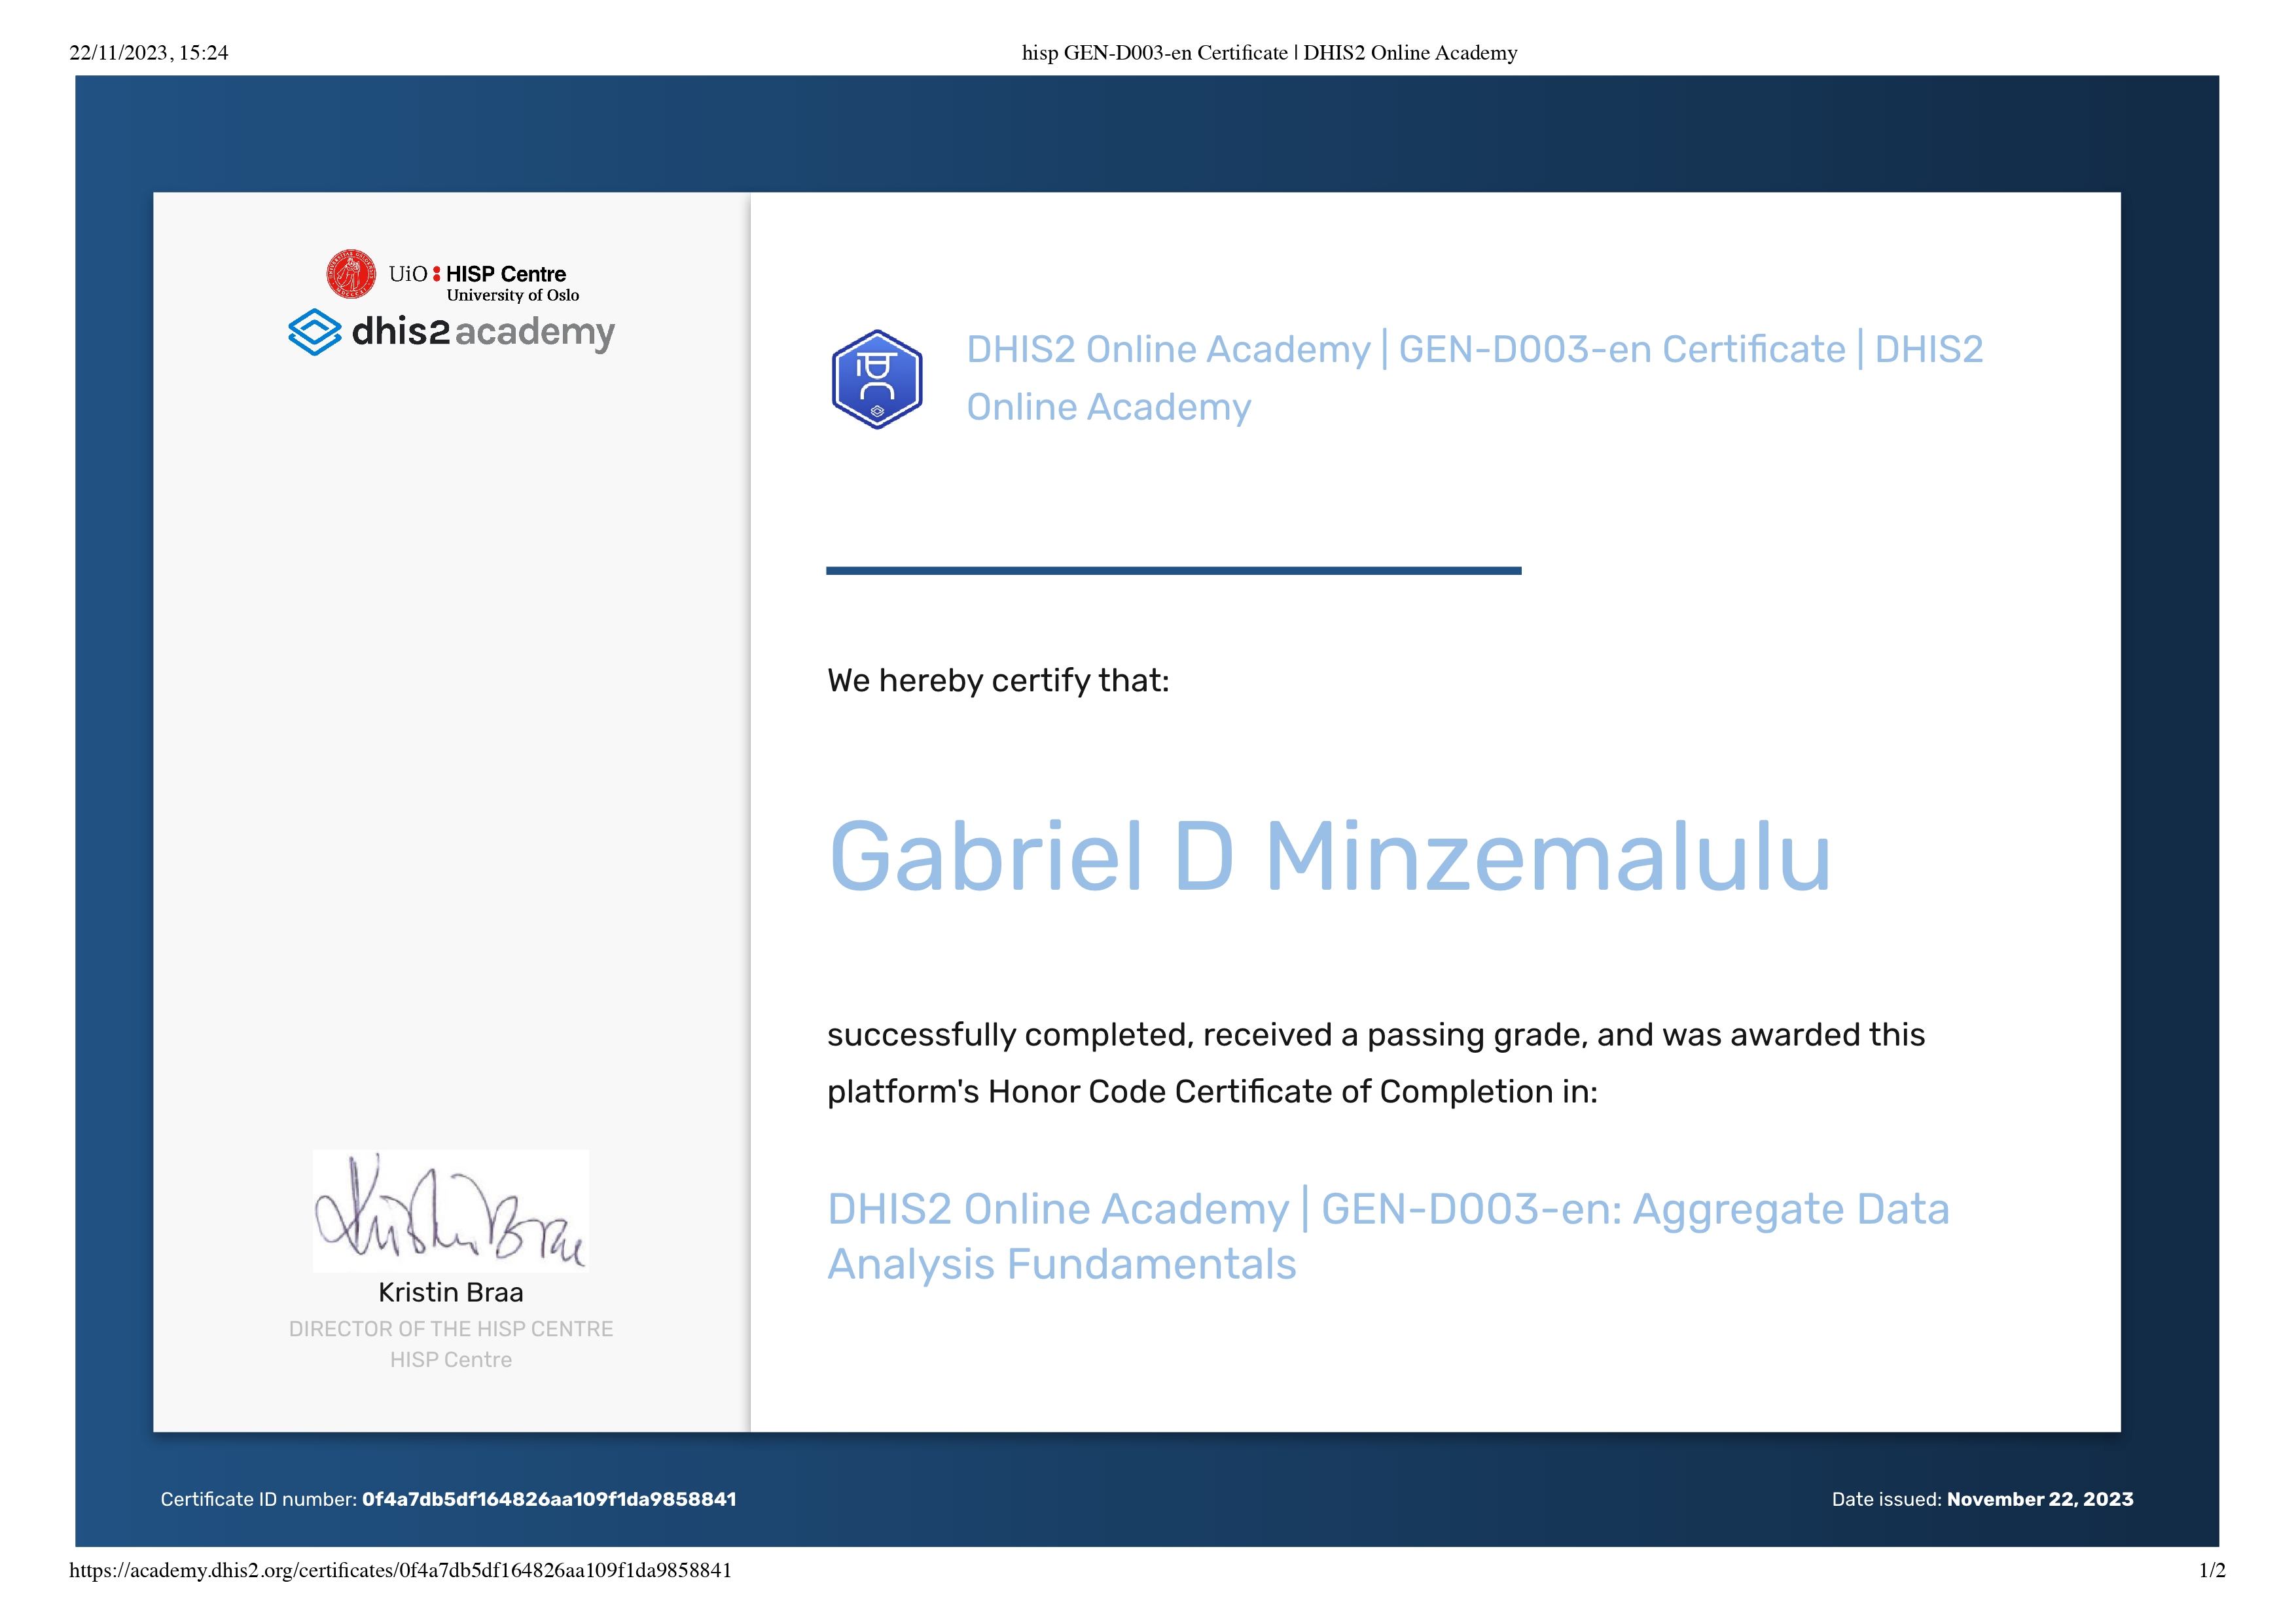 22/11/2023, 15:24
hisp GEN-D003-en Certificate | DHIS2 Online Academy
UiO : HISP Centre
University of Oslo
dhis2 academy
DHIS2 Online Academy | GEN-D003-en Certificate | DHIS2
Online Academy
We hereby certify that:
Gabriel D Minzemalulu
successfully completed, received a passing grade, and was awarded this
platform's Honor Code Certificate of Completion in:
DHIS2 Online Academy | GEN-D003-en: Aggregate Data
Analysis Fundamentals
Kristin Braa
Kristin Braa
DIRECTOR OF THE HISP CENTRE
HISP Centre
Certificate ID number: 0f4a7db5df164826aa109f1da9858841
Date issued: November 22, 2023
https://academy.dhis2.org/certificates/0f4a7db5df164826aa109f1da9858841
1/2